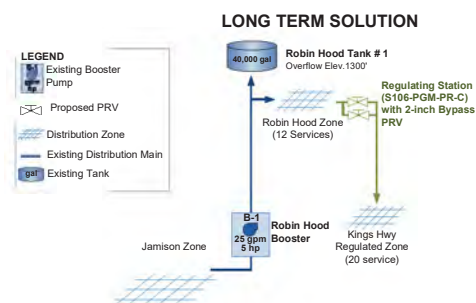 LONG TERM SOLUTION
LEGEND
Existing Booster
Pump
hp
Proposed PRV
Distribution Zone
Existing Distribution Main
gal
Existing Tank
40,000 gal
Robin Hood Tank # 1
Overflow Elev.1300'
Robin Hood Zone
(12 Services)
Regulating Station
(S106-PGM-PR-C)
with 2-inch Bypass
PRV
B-1
25 gpm
5 hp
Robin Hood
Booster
Jamison Zone
Kings Hwy
Regulated Zone
(20 service)